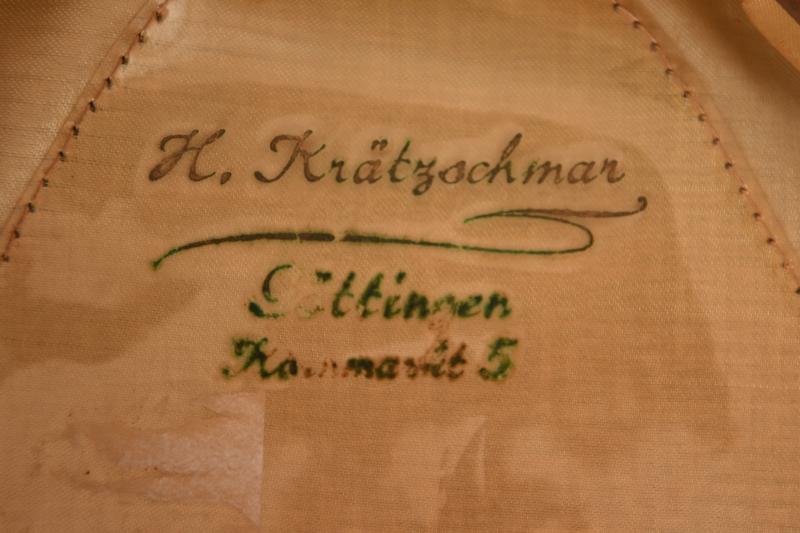 H. Krätzschmar
Göttingen
Kornmarkt 5